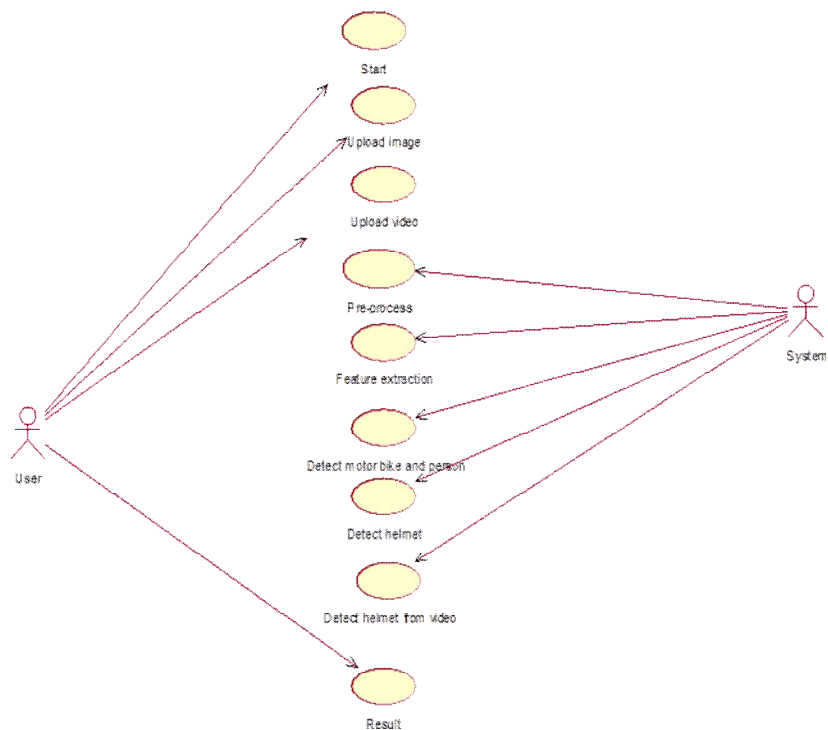 Start
Upload image
Upload video
Pre-process
Feature extraction
System
Detect motor bike and person
User
Detect helmet
Detect helmet from video
Result